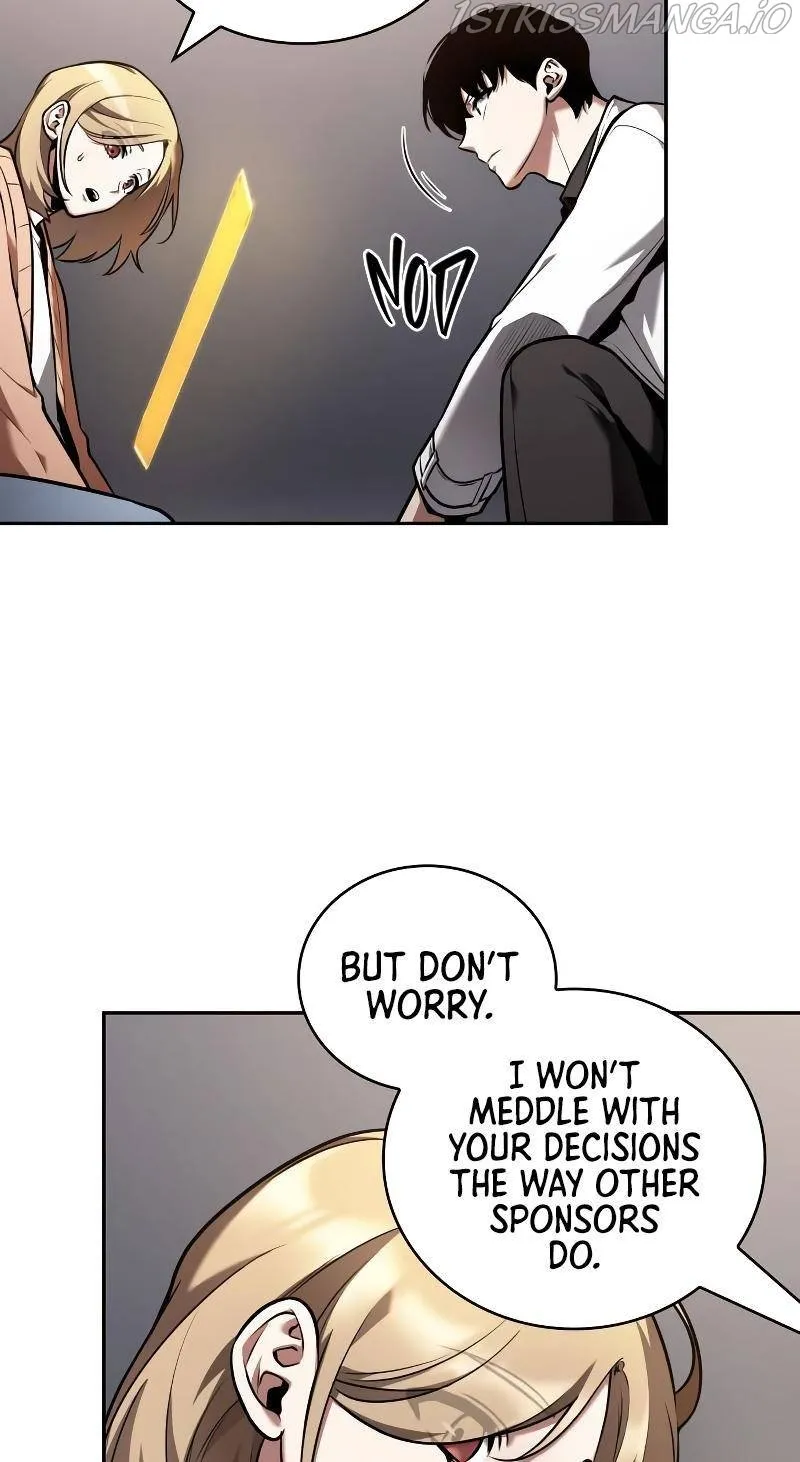 1STKISSMANGA.IO
NOD
BUT DON'T
WORRY.
I WON'T
MEDDLE WITH
YOUR DECISIONS
THE WAY OTHER
SPONSORS
DO.